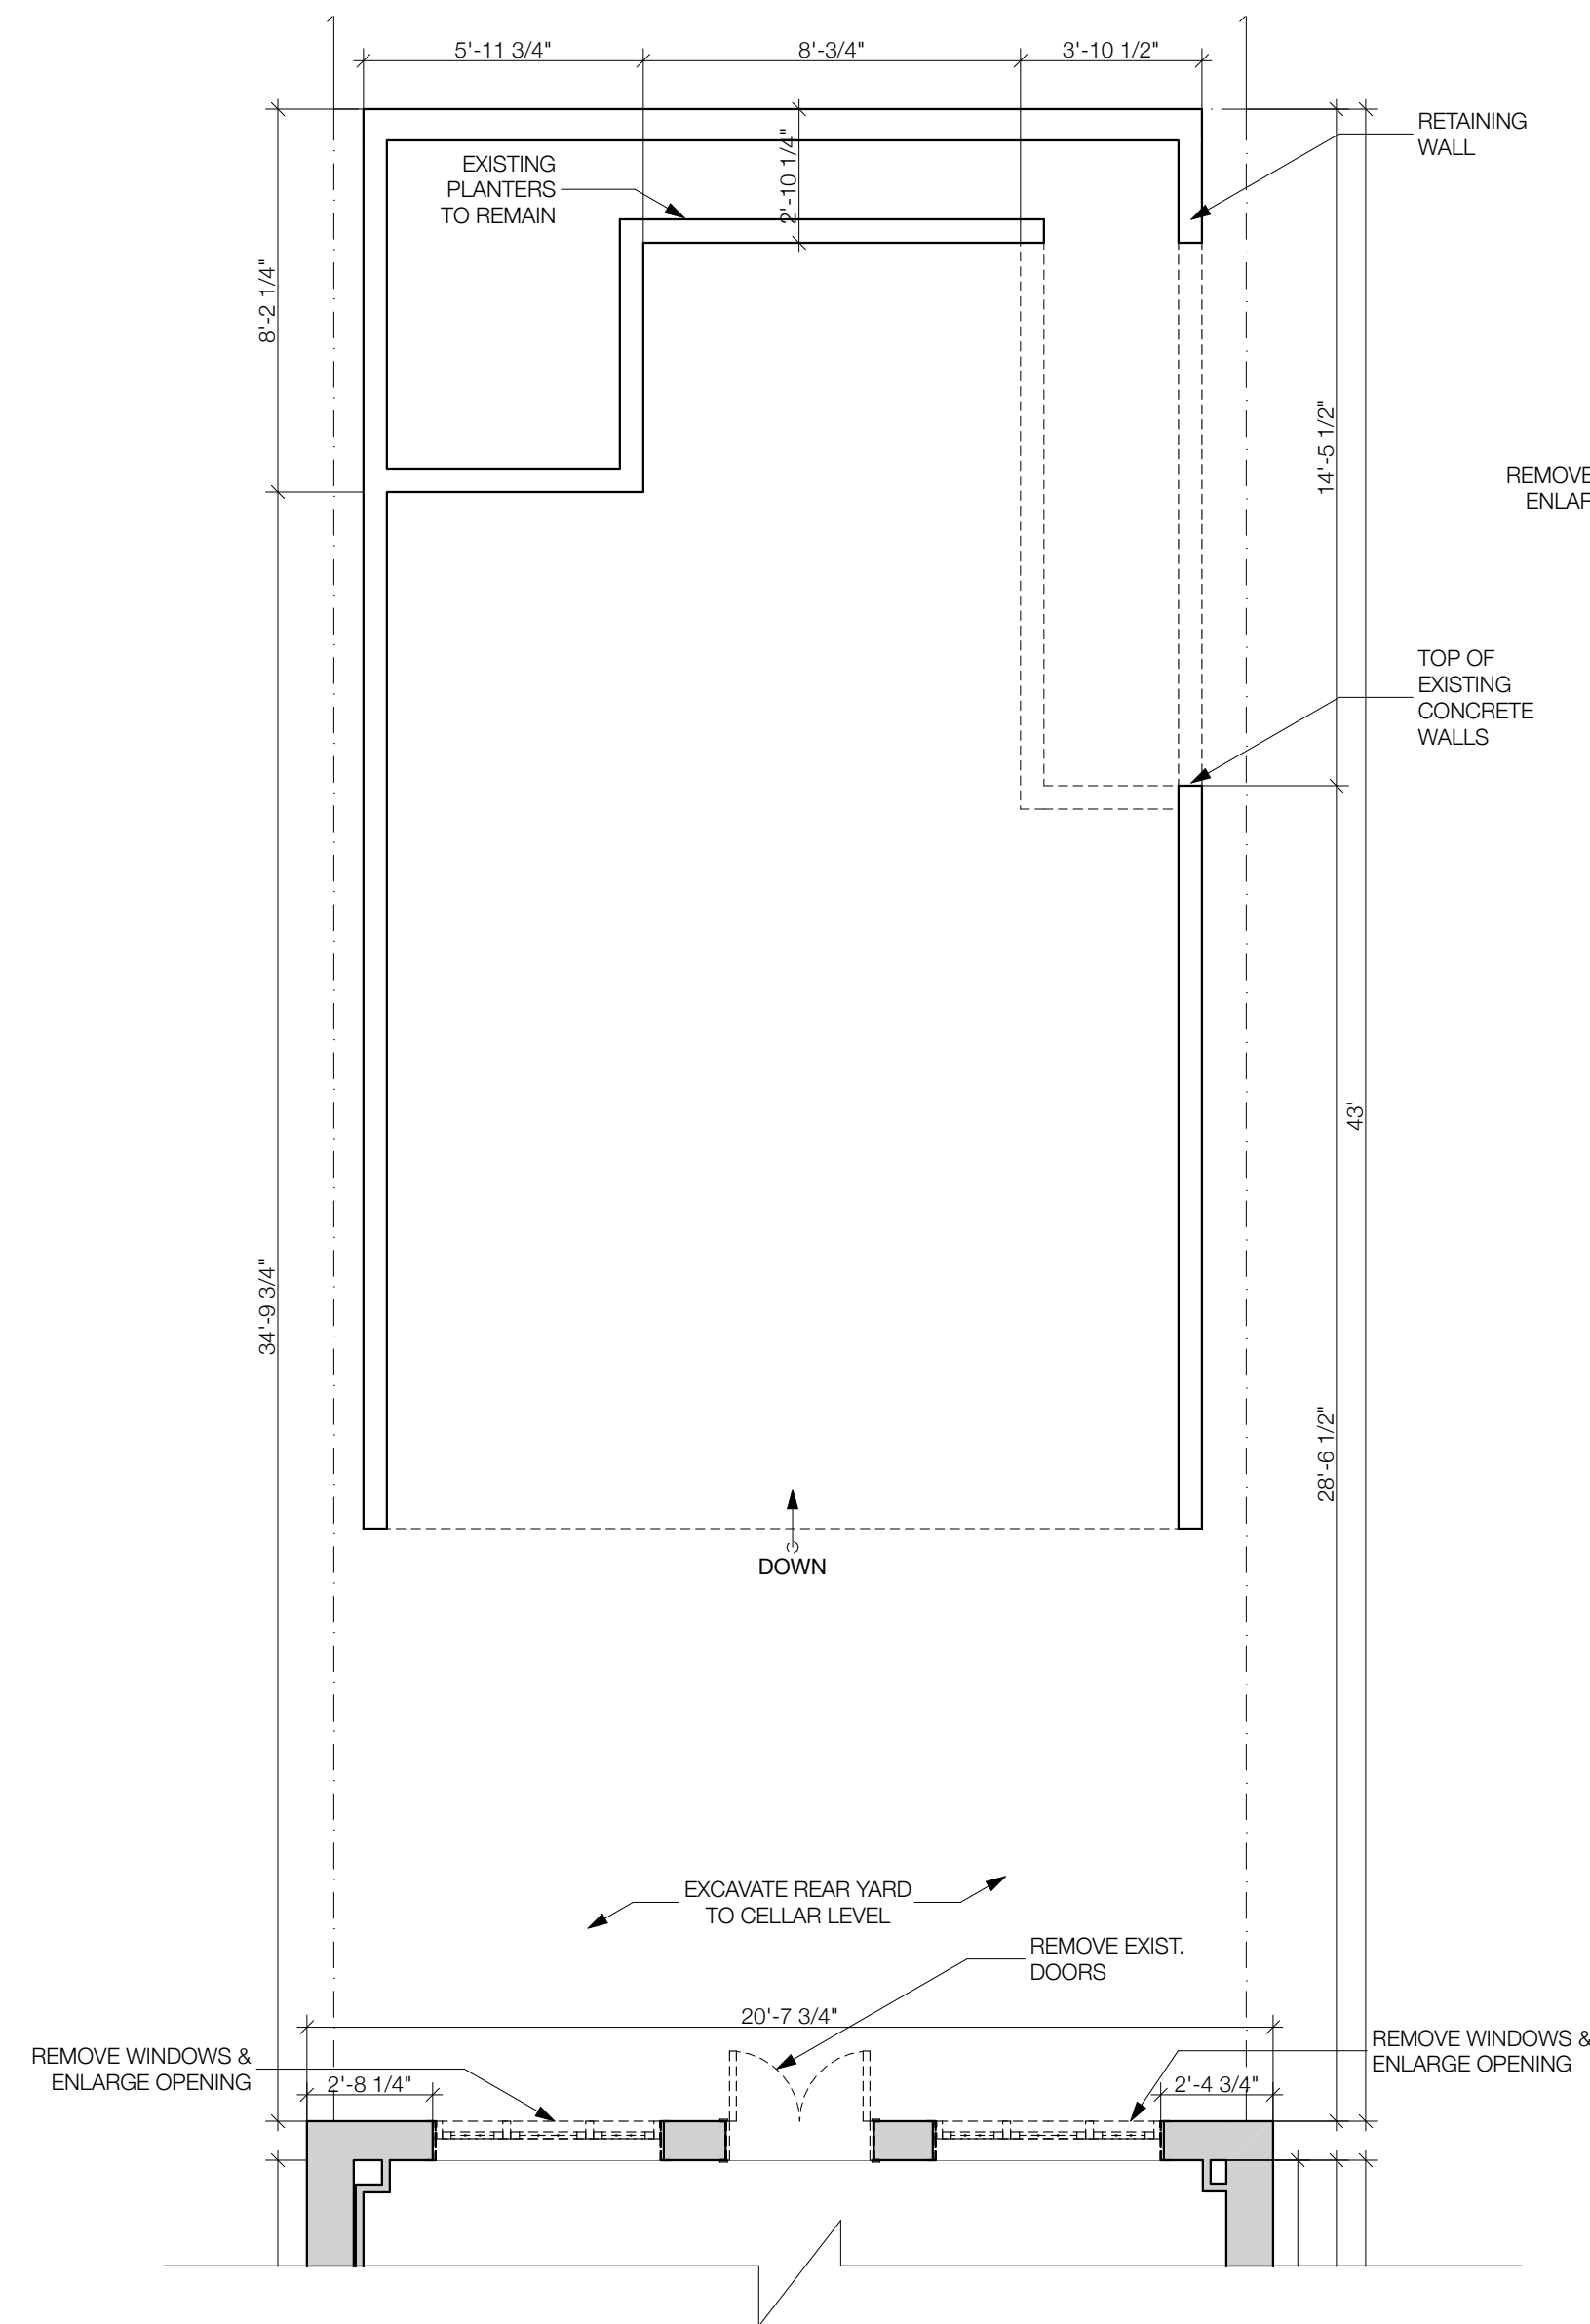 5'-11 3/4"
8'-3/4"
3'-10 1/2"
RETAINING
WALL
EXISTING
PLANTERS
TO REMAIN
2'-10 1/4"
8'-2 1/4"
14'-5 1/2"
REMOVE
ENLAR
TOP OF
EXISTING
CONCRETE
WALLS
43'
34'-9 3/4"
28'-6 1/2"
DOWN
EXCAVATE REAR YARD
TO CELLAR LEVEL
REMOVE EXIST.
DOORS
20'-7 3/4"
REMOVE WINDOWS &
ENLARGE OPENING
2'-8 1/4"
2'-4 3/4"
REMOVE WINDOWS &
ENLARGE OPENING